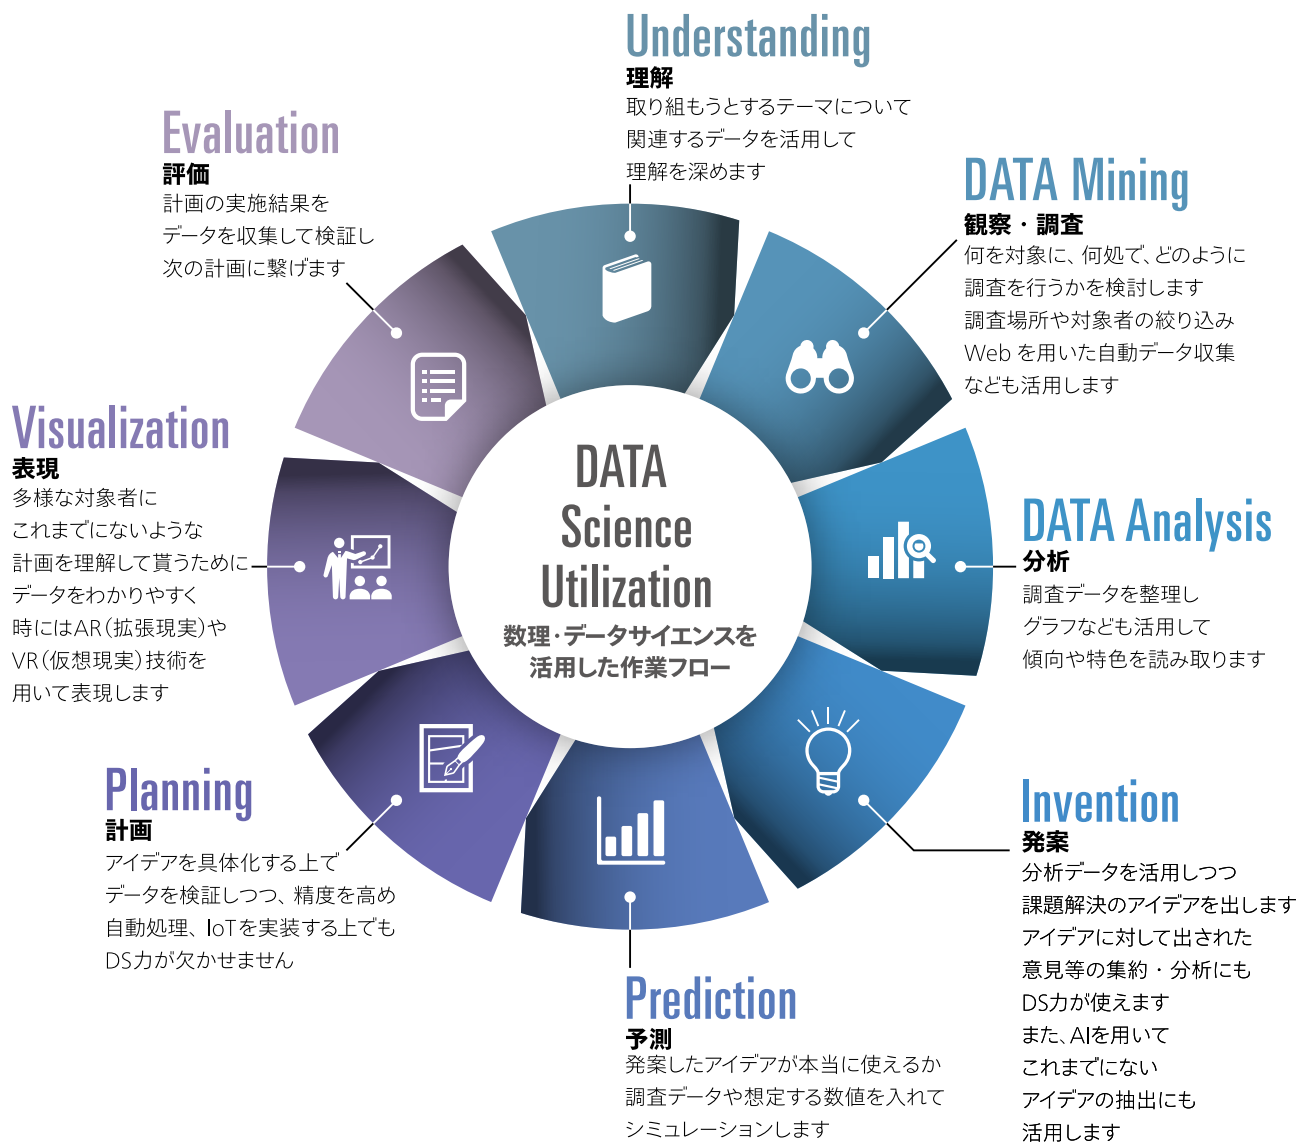 Understanding
理解
取り組もうとするテーマについて
関連するデータを活用して
理解を深めます
DATA Mining
観察・調査
何を対象に、何処で、どのように
調査を行うかを検討します
調査場所や対象者の絞り込み
Web を用いた自動データ収集
なども活用します
DATA Analysis
分析
調査データを整理し
グラフなども活用して
傾向や特色を読み取ります
Invention
発案
分析データを活用しつつ
課題解決のアイデアを出します
アイデアに対して出された
意見等の集約・分析にも
DS力が使えます
また、AIを用いて
これまでにない
アイデアの抽出にも
活用します
Prediction
予測
発案したアイデアが本当に使えるか
調査データや想定する数値を入れて
シミュレーションします
Planning
計画
アイデアを具体化する上で
データを検証しつつ、精度を高め
自動処理、IoTを実装する上でも
DS力が欠かせません
Visualization
表現
多様な対象者に
これまでにないような
計画を理解して貰うために
データをわかりやすく
時にはAR(拡張現実)や
VR(仮想現実)技術を
用いて表現します
Evaluation
評価
計画の実施結果を
データを収集して検証し
次の計画に繋げます
DATA
Science
Utilization
数理・データサイエンスを
活用した作業フロー